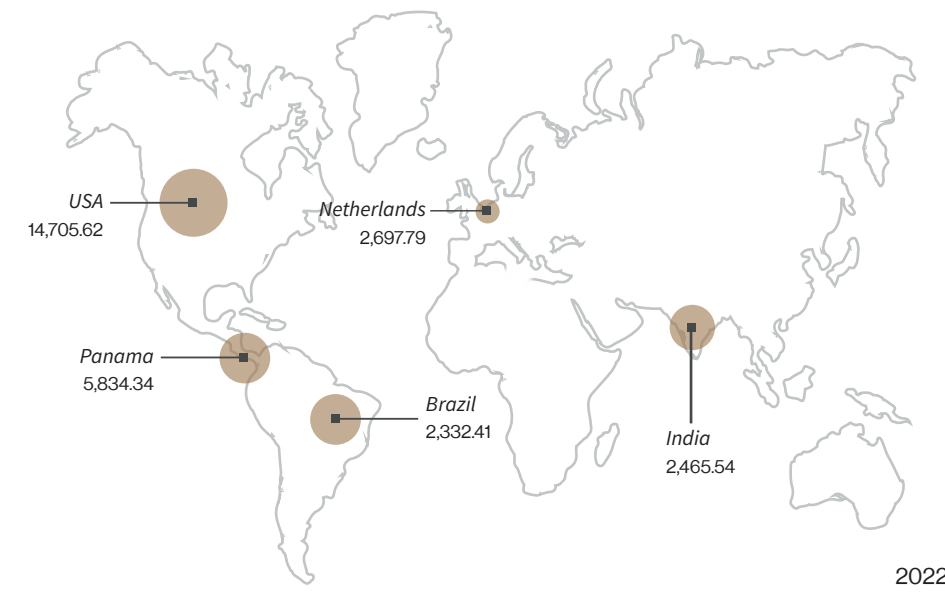 USA
14,705.62
Netherlands
2,697.79
Panama
5,834.34
Brazil
2,332.41
India
2,465.54
2022